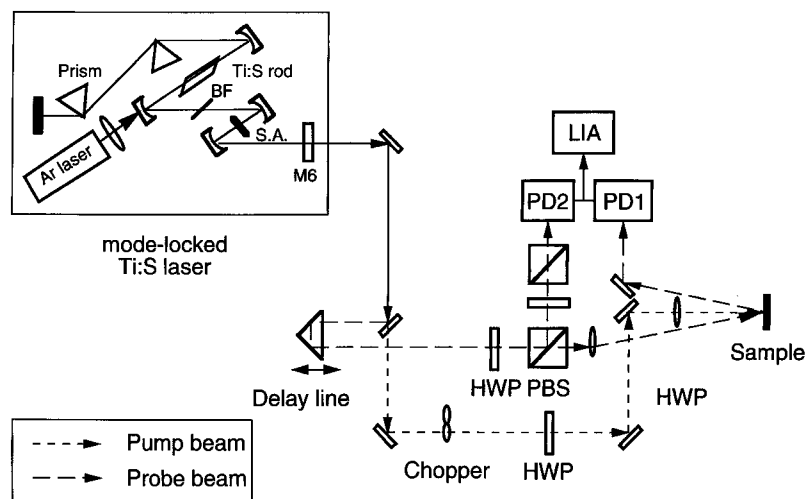 Prism
Ti:S rod
BF
S.A.
Ar laser
M6
mode-locked
Ti:S laser
LIA
PD2
PD1
Sample
HWP
PBS
Delay line
HWP
Chopper
HWP
Pump beam
Probe beam